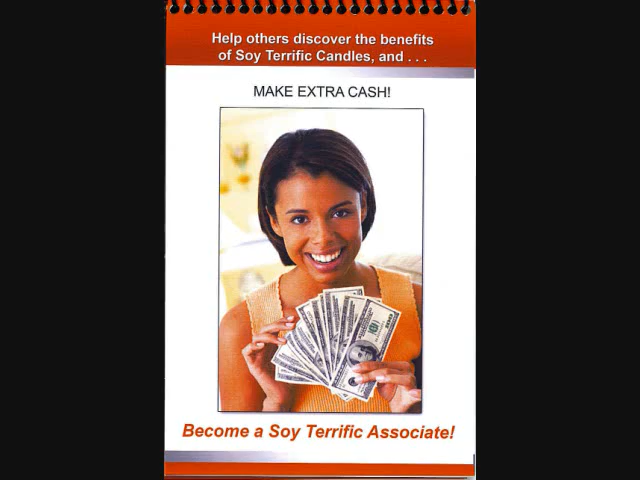 Help others discover the benefits
of Soy Terrific Candles, and . . .
MAKE EXTRA CASH!
Become a Soy Terrific Associate!